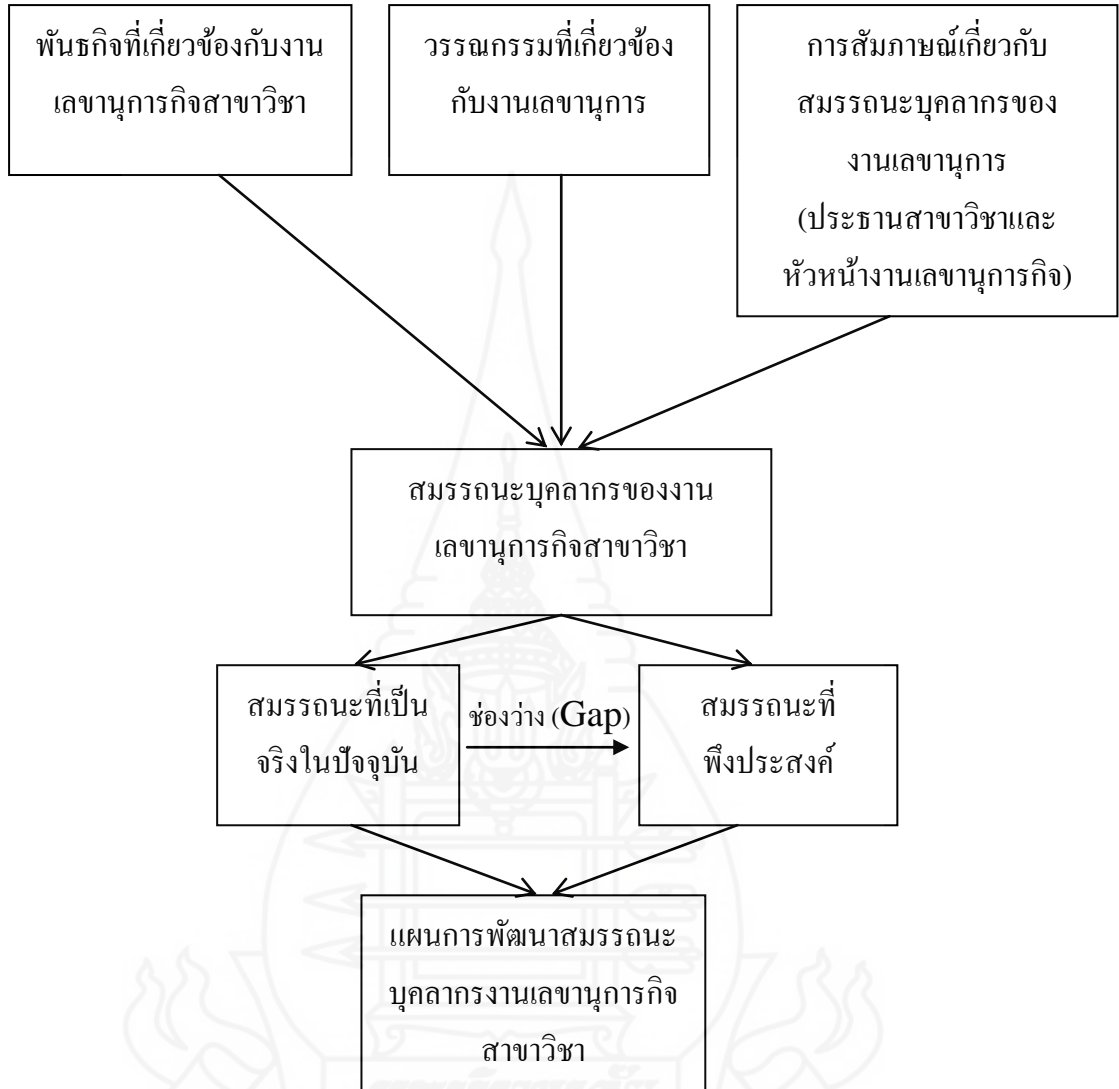 พันธกิจที่เกี่ยวข้องกับงาน
เลขานุการกิจสาขาวิชา
วรรณกรรมที่เกี่ยวข้อง
กับงานเลขานุการ
การสัมภาษณ์เกี่ยวกับ
สมรรถนะบุคลากรของ
งานเลขานุการ
(ประธานสาขาวิชาและ
หัวหน้างานเลขานุการกิจ)
สมรรถนะบุคลากรของงาน
เลขานุการกิจสาขาวิชา
สมรรถนะที่เป็น
จริงในปัจจุบัน
ช่องว่าง (Gap)
สมรรถนะที่
พึงประสงค์
แผนการพัฒนาสมรรถนะ
บุคลากรงานเลขานุการกิจ
สาขาวิชา